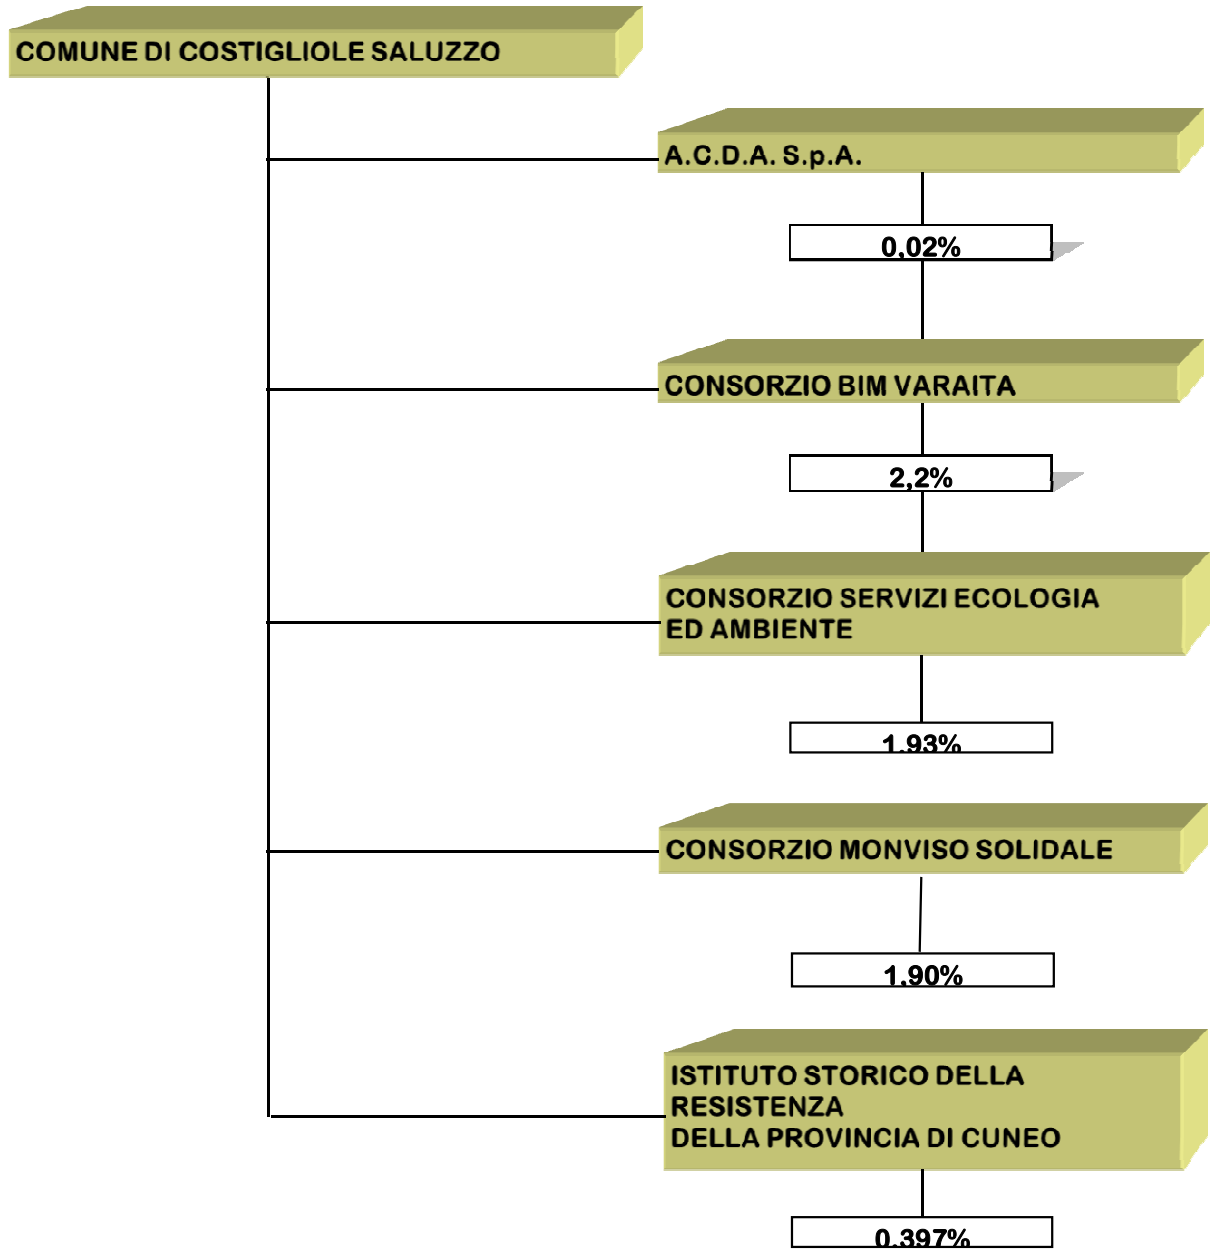 COMUNE DI COSTIGLIOLE SALUZZO
A.C.D.A. S.p.A.
0,02%
CONSORZIO BIM VARAITA
2,2%
CONSORZIO SERVIZI ECOLOGIA
ED AMBIENTE
1,93%
CONSORZIO MONVISO SOLIDALE
1,90%
ISTITUTO STORICO DELLA
RESISTENZA
DELLA PROVINCIA DI CUNEO
0,397%